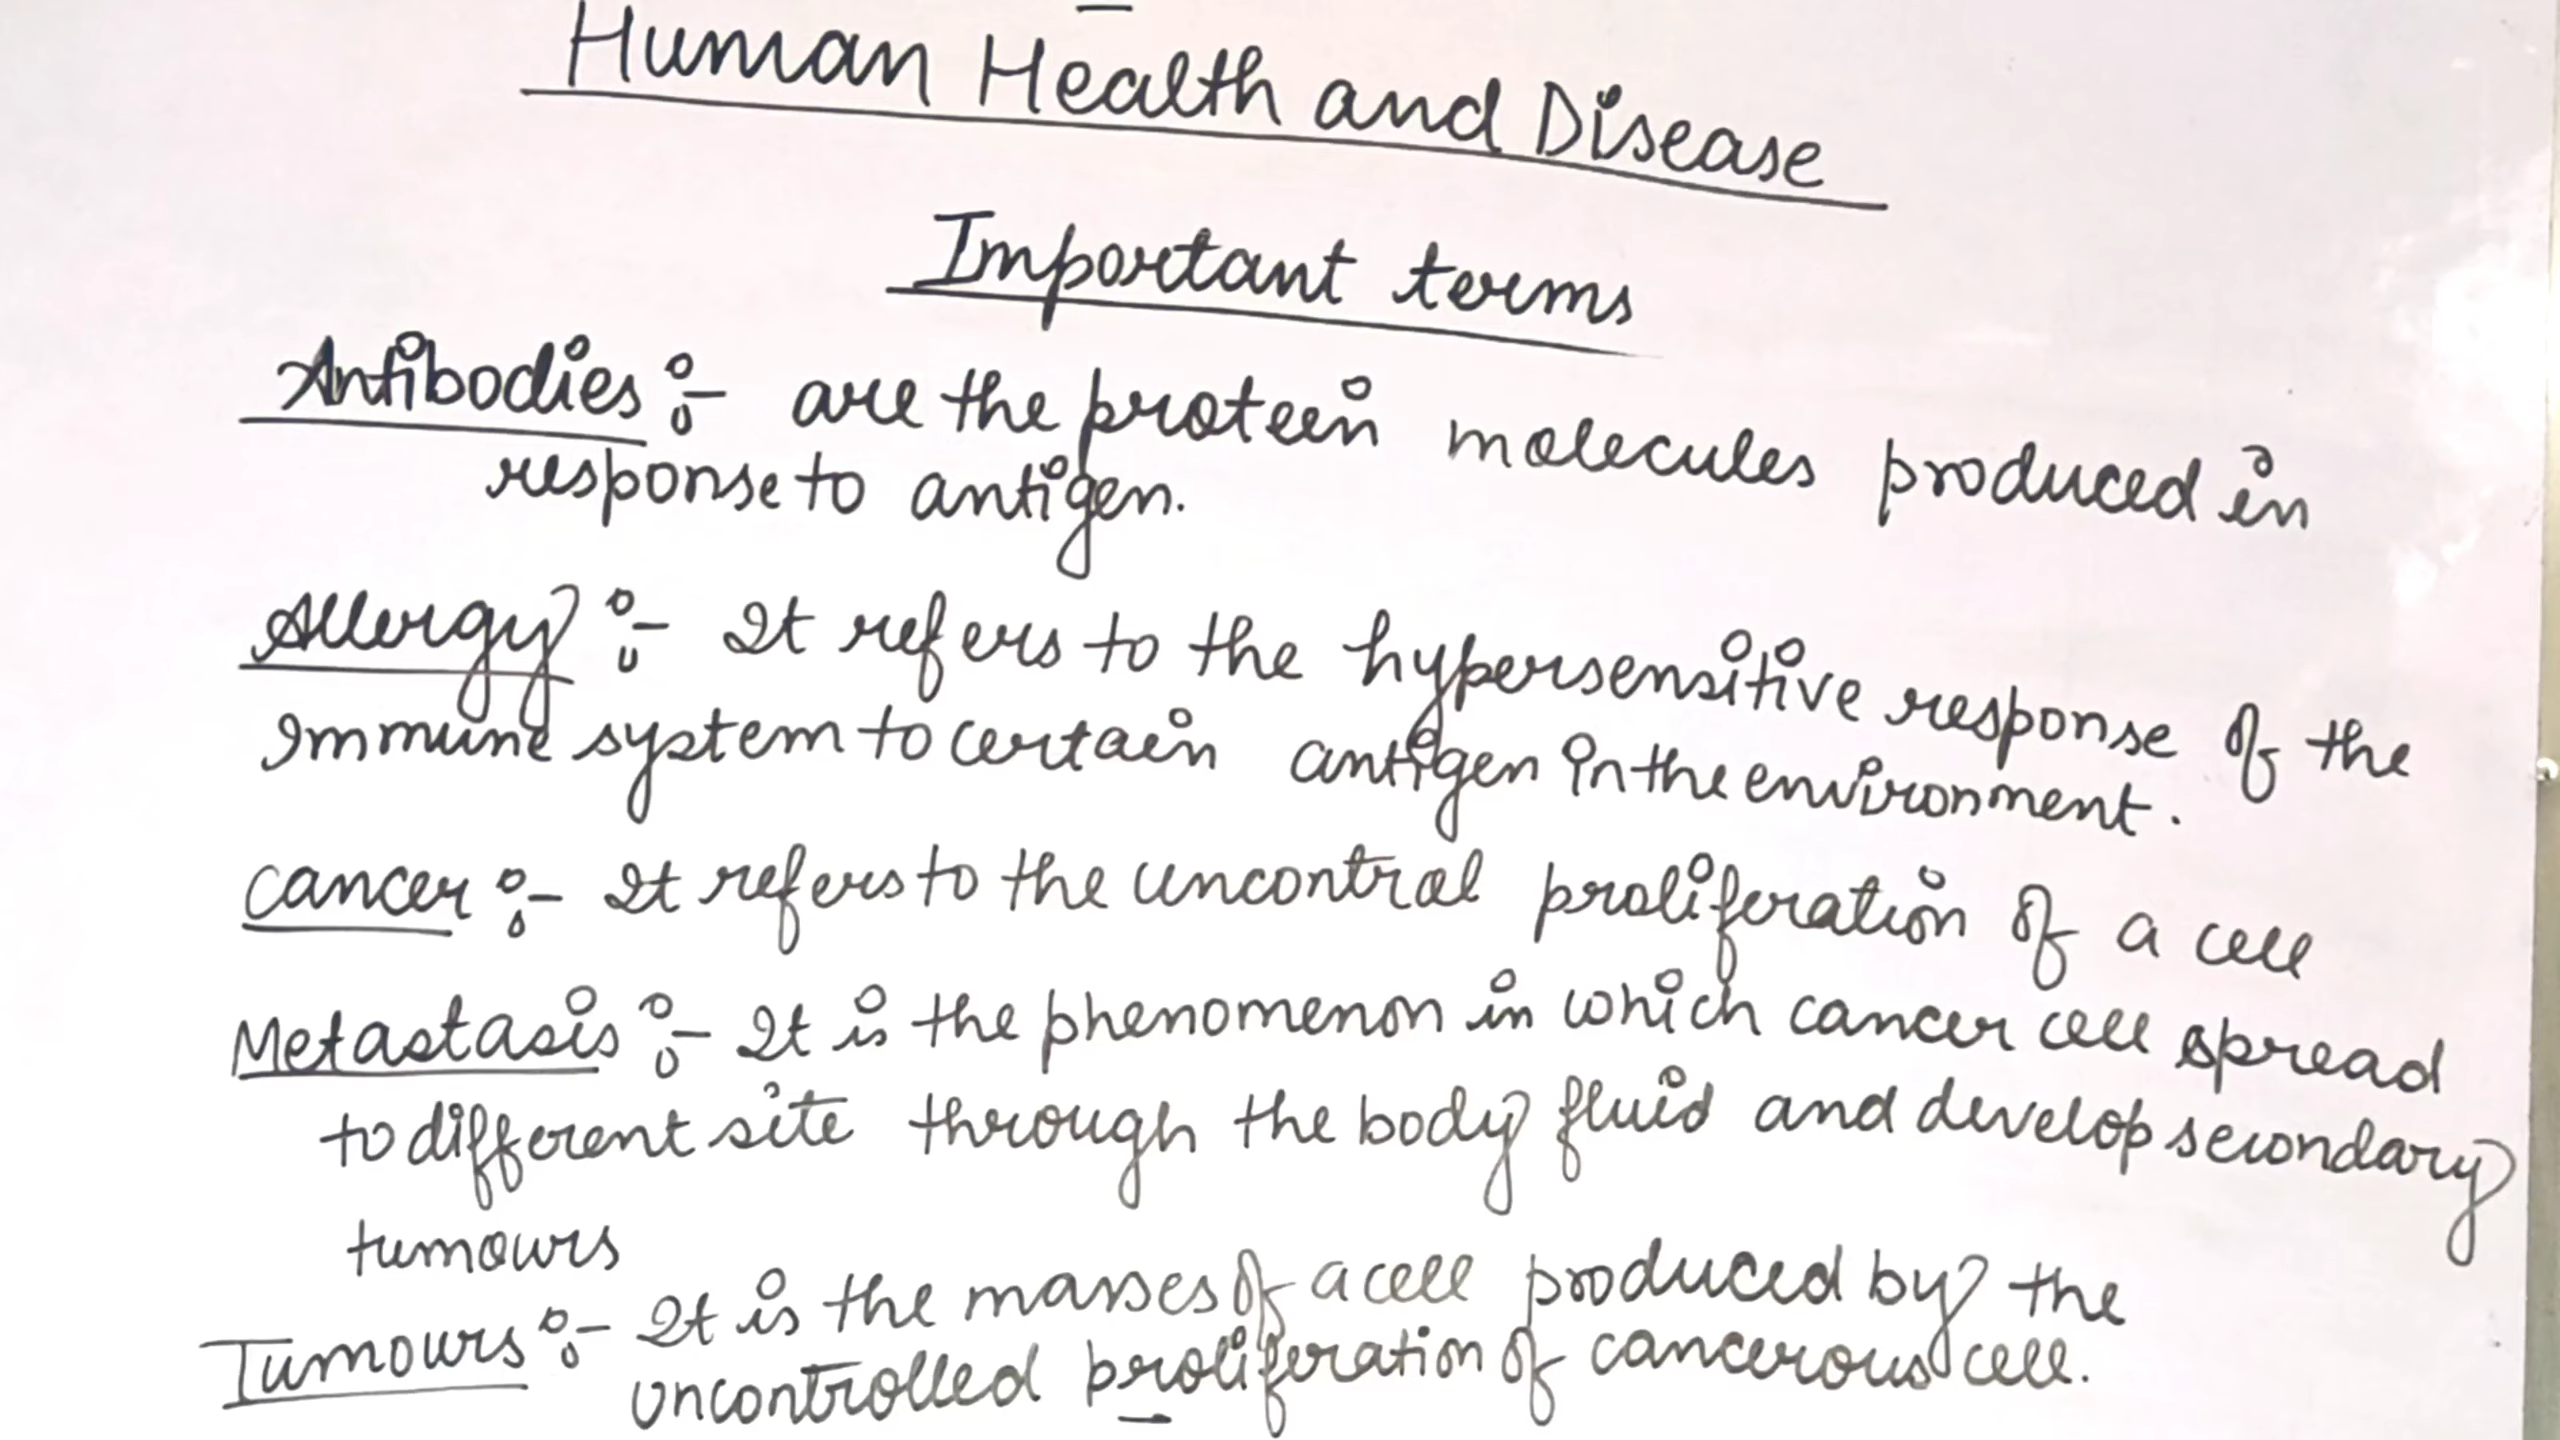 Human Health and Disease
Important terms
Antibodies :- are the protein molecules produced in
response to antigen.
Allergy :- It refers to the hypersensitive response of the
Immune system to certain antigen in the environment.
Cancer :- It refers to the uncontrol proliferation of a cell
Metastasis :- It is the phenomenon in which cancer cell spread
to different site through the body fluid and develop secondary
tumours
Tumours :- It is the masses of a cell produced by the
uncontrolled proliferation of cancerous cell.